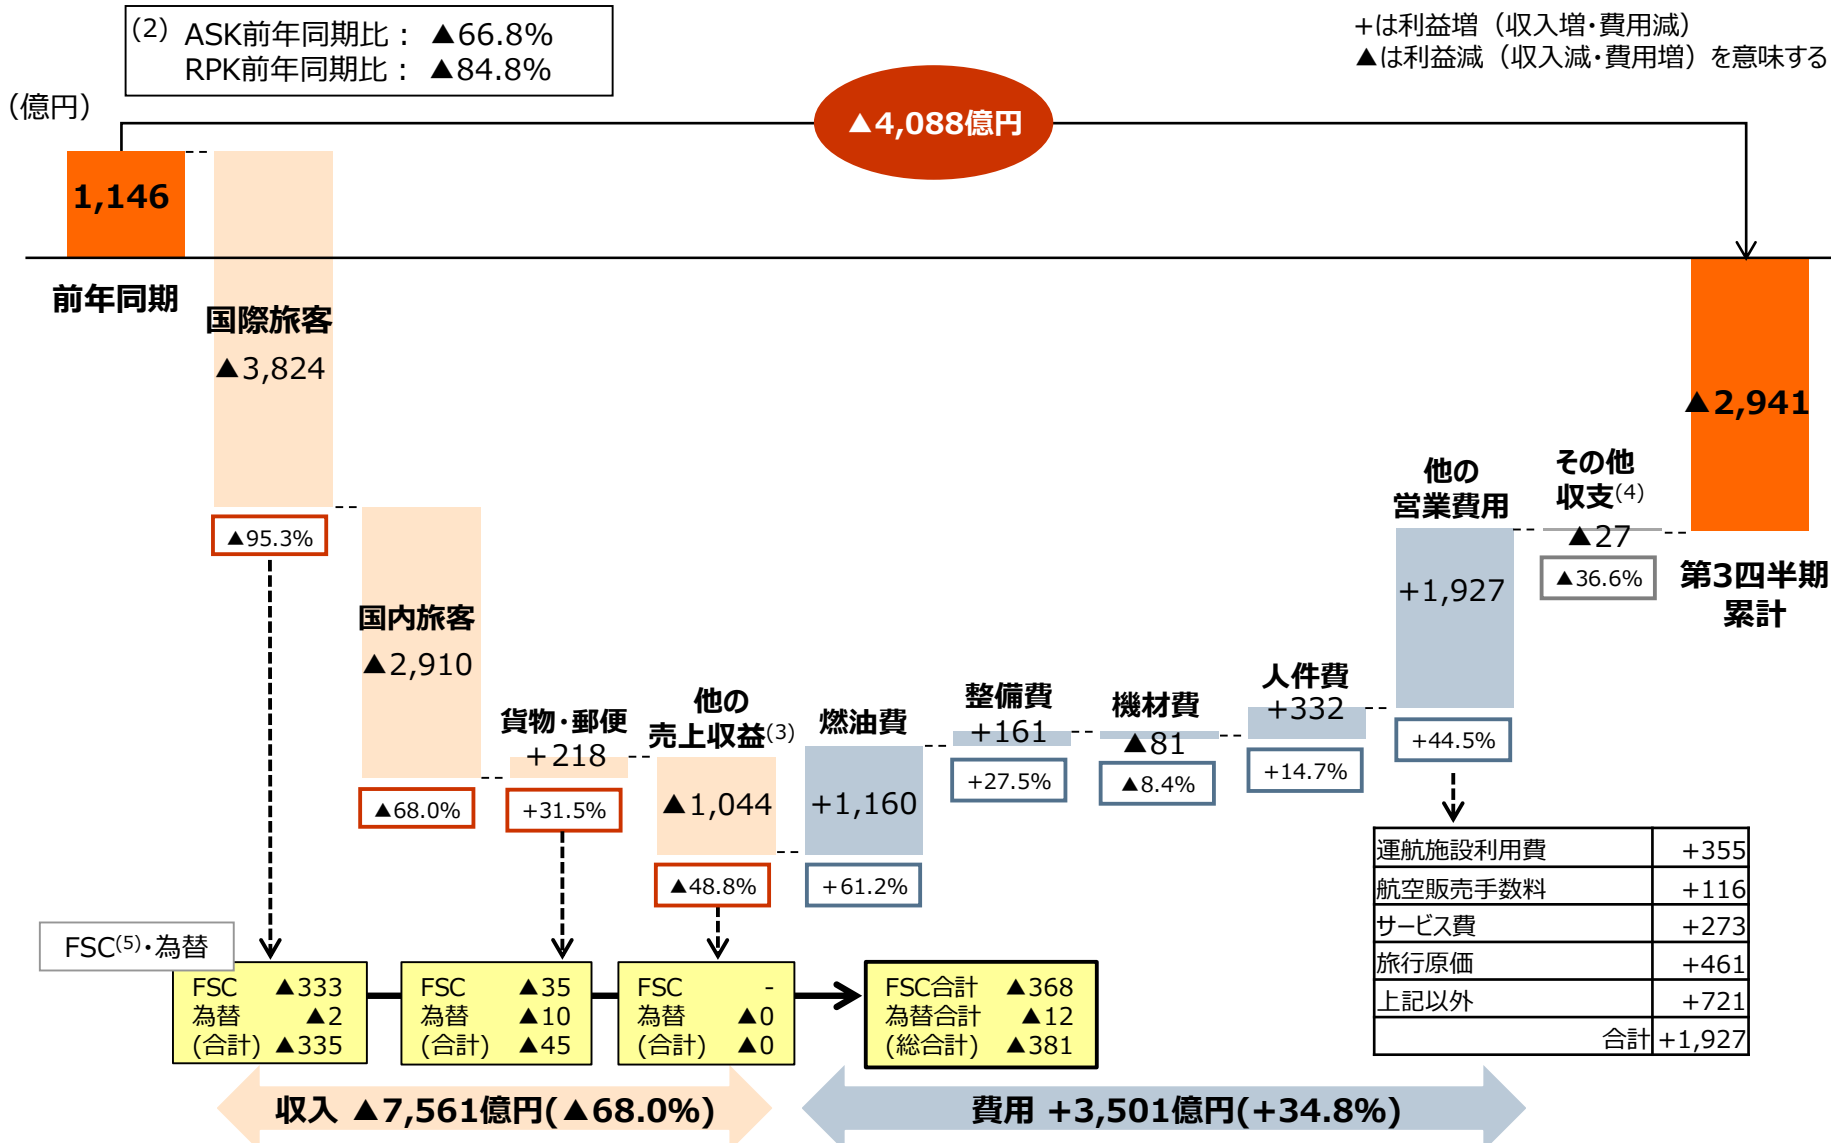 (2) ASK前年同期比： ▲66.8%
RPK前年同期比： ▲84.8%
+は利益増（収入増・費用減）
▲は利益減（収入減・費用増）を意味する
（億円）
▲4,088億円
1,146
前年同期
国際旅客
▲3,824
▲95.3%
国内旅客
▲2,910
▲68.0%
貨物・郵便
+218
+31.5%
他の
売上収益(3)
▲1,044
▲48.8%
燃油費
+1,160
+61.2%
整備費
+161
+27.5%
機材費
▲81
▲8.4%
人件費
+332
+14.7%
他の
営業費用
+1,927
+44.5%
その他
収支(4)
▲27
▲36.6%
▲2,941
第3四半期
累計
運航施設利用費 +355
航空販売手数料 +116
サービス費 +273
旅行原価 +461
上記以外 +721
合計 +1,927
FSC(5)・為替
FSC ▲333
為替 ▲2
(合計) ▲335
FSC ▲35
為替 ▲10
(合計) ▲45
FSC -
為替 ▲0
(合計) ▲0
FSC合計 ▲368
為替合計 ▲12
(総合計) ▲381
収入 ▲7,561億円(▲68.0%)
費用 +3,501億円(+34.8%)